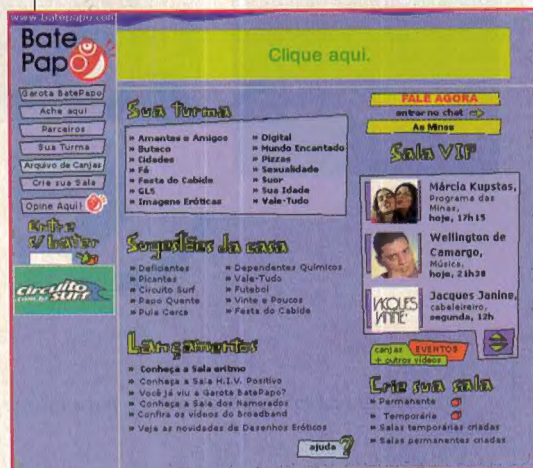 www.batepapo.com
Bate
Papo
Clique aqui.
Garota BatePapo
Ache aqui
Parceiros
Sua Turma
Arquivo de Canjas
Crie sua Sala
Opine Aqui!
Entre
s/ bater
circuito
surf
Sua Turma
» Amantes e Amigos
» Buteco
» Cidades
» Fá
» Festa do Cabide
» GLS
» Imagens Eróticas
» Digital
» Mundo Encantado
» Pizzas
» Sexualidade
» Suor
» Sua Idade
» Vale-Tudo
Sugestões da casa
» Deficientes
» Picantes
» Circuito Surf
» Papo Quente
» Pula Cerca
» Dependentes Químicos
» Vale-Tudo
» Futebol
» Vinte e Poucos
» Festa do Cabide
Lançamentos
» Conheça a Sala eritmo
» Conheça a Sala H.I.V. Positivo
» Você já viu a Garota BatePapo?
» Conheça a Sala dos Namorados
» Confira os vídeos do Broadband
» Veja as novidades de Desenhos Eróticos
ajuda ?
FALE AGORA
entrar no chat
As Minas
Sala VIP
Márcia Kupstas,
Programa das
Minas,
hoje, 17h15
Wellington de
Camargo,
Música,
hoje, 21h38
JACQUES
JANINE
Jacques Janine,
cabeleireiro,
segunda, 12h
canjas EVENTOS
+ outros vídeos
Crie sua sala
» Permanente
» Temporária
» Salas temporárias criadas
» Salas permanentes criadas